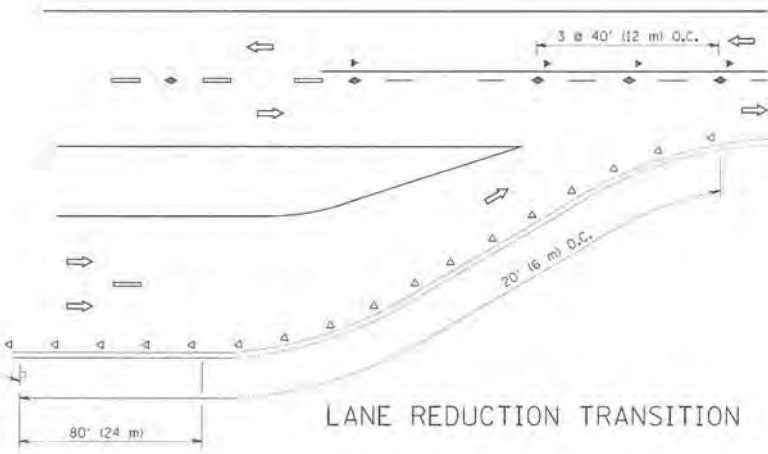 3 @ 40' (12 m) O.C.
20' (6 m) O.C.
80' (24 m)
LANE REDUCTION TRANSITION